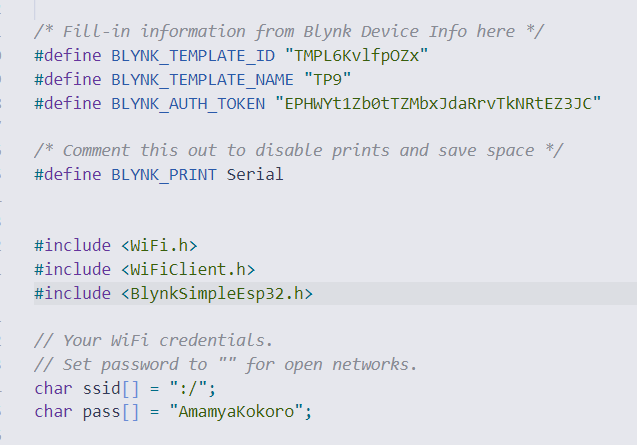 /* Fill-in information from Blynk Device Info here */
#define BLYNK_TEMPLATE_ID "TMPL6KvlfpOZx"
#define BLYNK_TEMPLATE_NAME "TP9"
#define BLYNK_AUTH_TOKEN "EPHWYt1Zb0tTZMbxJdaRrvTkNRtEZ3JC"
/* Comment this out to disable prints and save space */
#define BLYNK_PRINT Serial
#include <WiFi.h>
#include <WiFiClient.h>
#include <BlynkSimpleEsp32.h>
// Your WiFi credentials.
// Set password to "" for open networks.
char ssid[] = ":/";
char pass[] = "AmamyaKokoro";